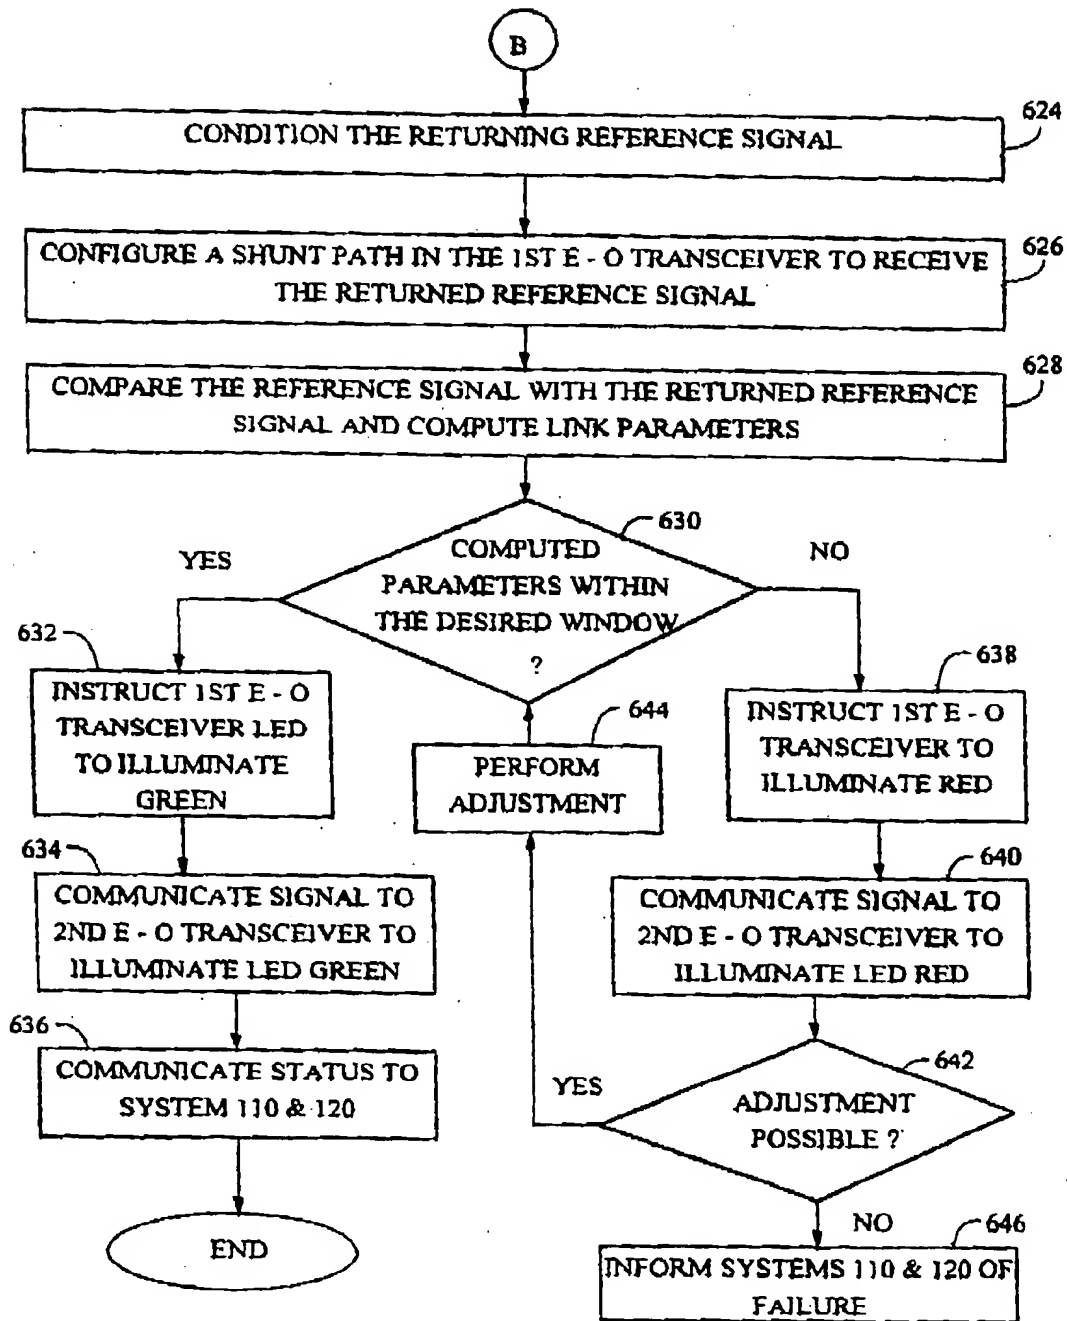 B
CONDITION THE RETURNING REFERENCE SIGNAL
624
CONFIGURE A SHUNT PATH IN THE 1ST E - O TRANSCEIVER TO RECEIVE
THE RETURNED REFERENCE SIGNAL
626
COMPARE THE REFERENCE SIGNAL WITH THE RETURNED REFERENCE
SIGNAL AND COMPUTE LINK PARAMETERS
628
630
COMPUTED
PARAMETERS WITHIN
THE DESIRED WINDOW
?
YES
NO
632
INSTRUCT 1ST E - O
TRANSCEIVER LED
TO ILLUMINATE
GREEN
644
PERFORM
ADJUSTMENT
638
INSTRUCT 1ST E - O
TRANSCEIVER TO
ILLUMINATE RED
634
COMMUNICATE SIGNAL TO
2ND E - O TRANSCEIVER TO
ILLUMINATE LED GREEN
640
COMMUNICATE SIGNAL TO
2ND E - O TRANSCEIVER TO
ILLUMINATE LED RED
636
COMMUNICATE STATUS TO
SYSTEM 110 & 120
642
YES
ADJUSTMENT
POSSIBLE ?
END
NO
646
INFORM SYSTEMS 110 & 120 OF
FAILURE